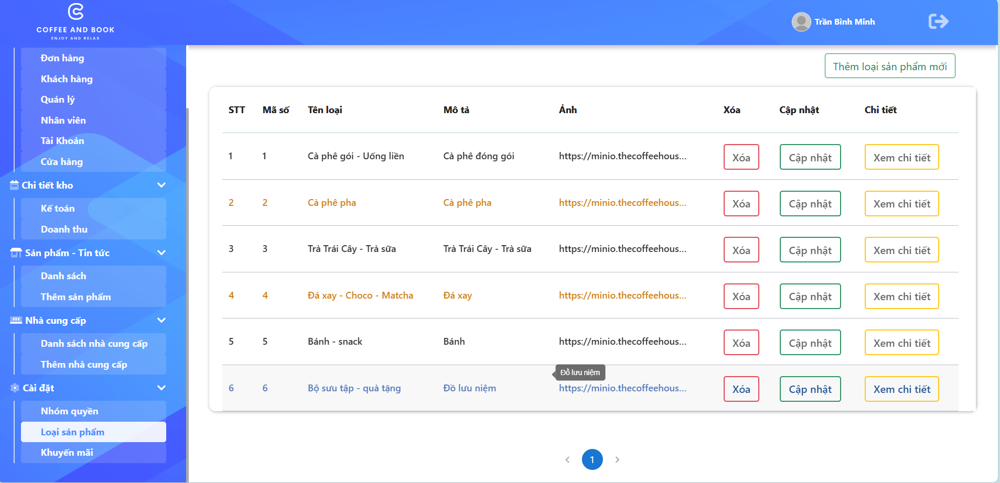 COFFEE AND BOOK
ENJOY AND RELAX
Trần Bình Minh
Đơn hàng
Khách hàng
Quản lý
Nhân viên
Tài Khoản
Cửa hàng
Chi tiết kho
Kế toán
Doanh thu
Sản phẩm - Tin tức
Danh sách
Thêm sản phẩm
Nhà cung cấp
Danh sách nhà cung cấp
Thêm nhà cung cấp
Cài đặt
Nhóm quyền
Loại sản phẩm
Khuyến mãi
Thêm loại sản phẩm mới
STT Mã số Tên loại Mô tả Ảnh Xóa Cập nhật Chi tiết
1 1 Cà phê gói - Uống liền Cà phê đóng gói https://minio.thecoffeehous... Xóa Cập nhật Xem chi tiết
2 2 Cà phê pha Cà phê pha https://minio.thecoffeehous... Xóa Cập nhật Xem chi tiết
3 3 Trà Trái Cây - Trà sữa Trà Trái Cây - Trà sữa https://minio.thecoffeehous... Xóa Cập nhật Xem chi tiết
4 4 Đá xay - Choco - Matcha Đá xay https://minio.thecoffeehous... Xóa Cập nhật Xem chi tiết
5 5 Bánh - snack Bánh https://minio.thecoffeehous... Xóa Cập nhật Xem chi tiết
Đồ lưu niệm
6 6 Bộ sưu tập - quà tặng Đồ lưu niệm https://minio.thecoffeehous... Xóa Cập nhật Xem chi tiết
1